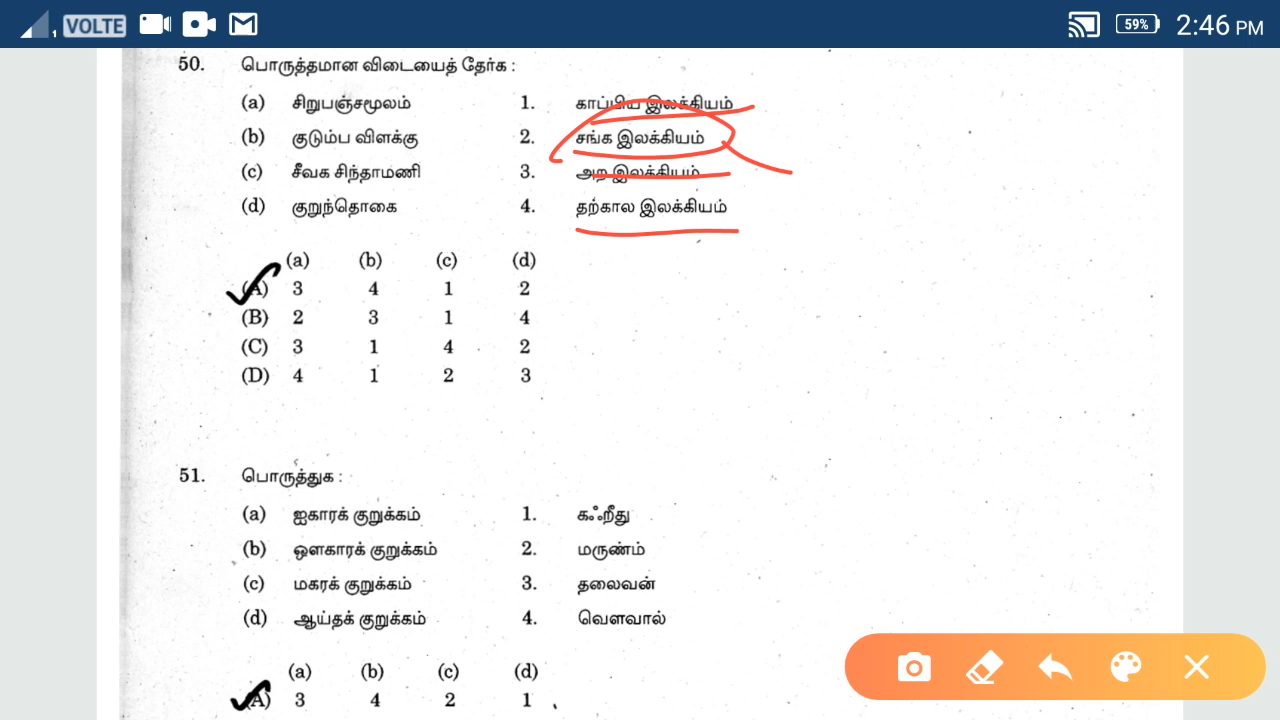 VOLTE 59% 2:46 PM
50. பொருத்தமான விடையைத் தேர்க :
(a) சிறுபஞ்சமூலம் 1. காப்பிய இலக்கியம்
(b) குடும்ப விளக்கு 2. சங்க இலக்கியம்
(c) சீவக சிந்தாமணி 3. அற இலக்கியம்
(d) குறுந்தொகை 4. தற்கால இலக்கியம்
(a) (b) (c) (d)
(A) 3 4 1 2
(B) 2 3 1 4
(C) 3 1 4 2
(D) 4 1 2 3
51. பொருத்துக :
(a) ஐகாரக் குறுக்கம் 1. கஃறீது
(b) ஔகாரக் குறுக்கம் 2. மருண்ம்
(c) மகரக் குறுக்கம் 3. தலைவன்
(d) ஆய்தக் குறுக்கம் 4. வௌவால்
(a) (b) (c) (d)
(A) 3 4 2 1